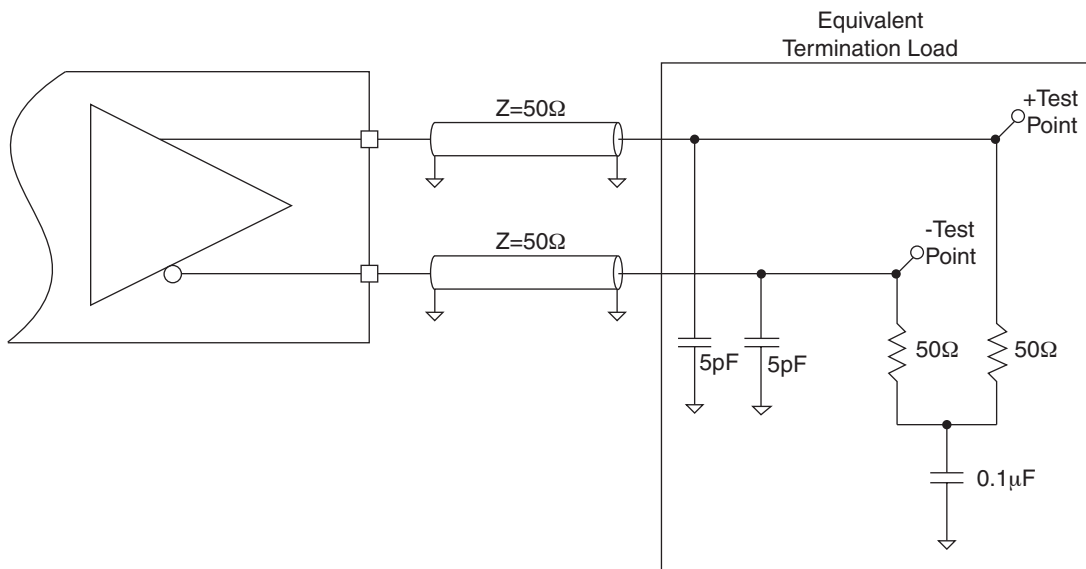 Equivalent
Termination Load
Z=50Ω
+Test
Point
Z=50Ω
-Test
Point
5pF
5pF
50Ω
50Ω
0.1μF